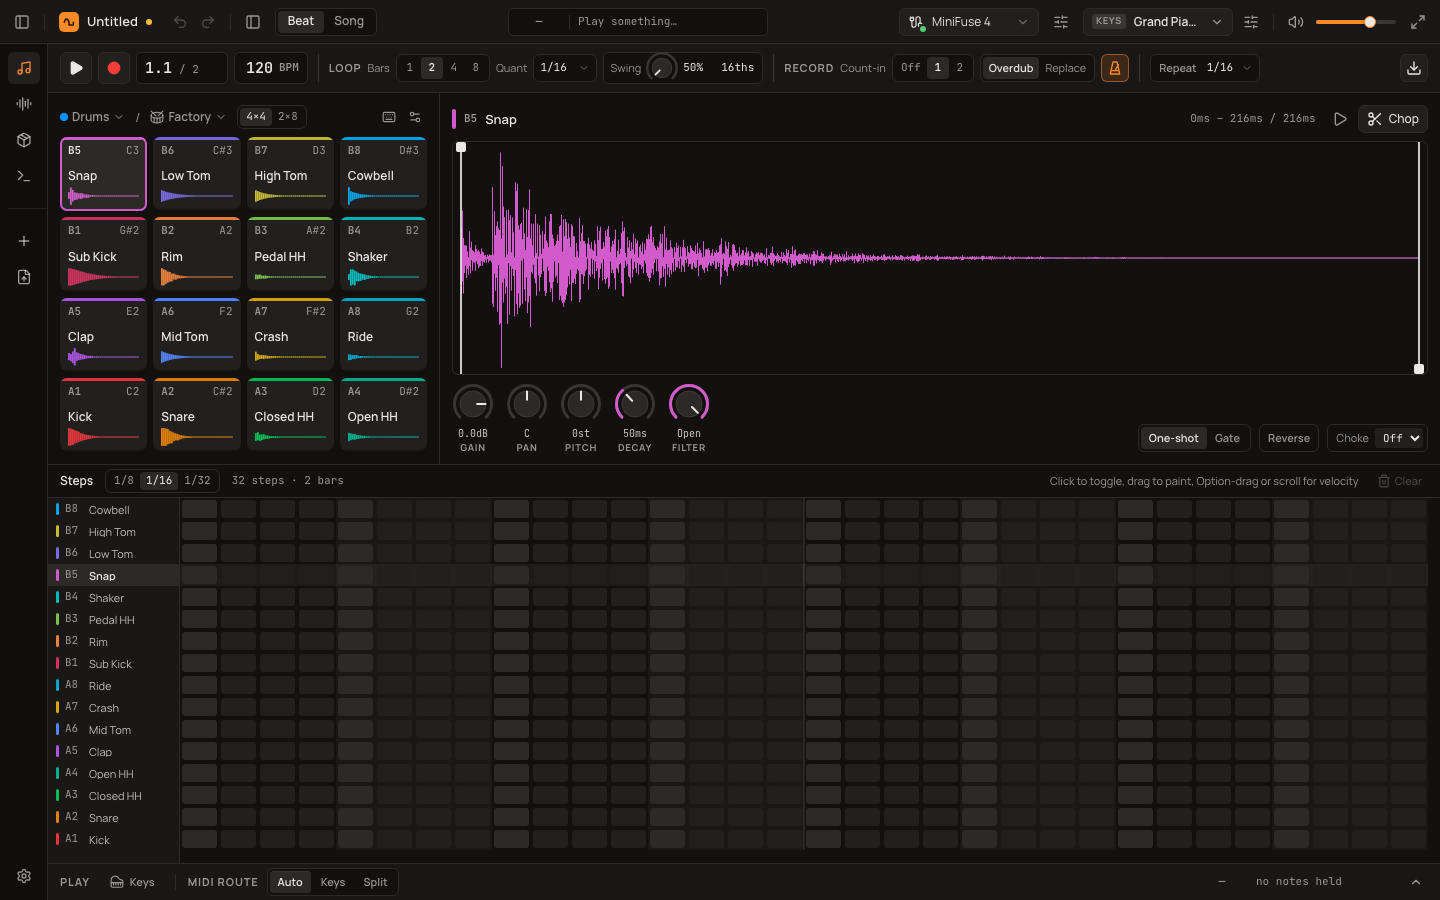 Untitled
Beat Song
– Play something…
MiniFuse 4
KEYS Grand Pia…
1.1 / 2
120 BPM
LOOP Bars 1 2 4 8 Quant 1/16
Swing 50% 16ths
RECORD Count-in Off 1 2 Overdub Replace
Repeat 1/16
Drums / Factory 4×4 2×8
B5 C3 B6 C#3 B7 D3 B8 D#3
Snap Low Tom High Tom Cowbell
B1 G#2 B2 A2 B3 A#2 B4 B2
Sub Kick Rim Pedal HH Shaker
A5 E2 A6 F2 A7 F#2 A8 G2
Clap Mid Tom Crash Ride
A1 C2 A2 C#2 A3 D2 A4 D#2
Kick Snare Closed HH Open HH
B5 Snap 0ms – 216ms / 216ms Chop
0.0dB C 0st 50ms Open
GAIN PAN PITCH DECAY FILTER
One-shot Gate Reverse Choke Off
Steps 1/8 1/16 1/32 32 steps · 2 bars
Click to toggle, drag to paint, Option-drag or scroll for velocity Clear
B8 Cowbell
B7 High Tom
B6 Low Tom
B5 Snap
B4 Shaker
B3 Pedal HH
B2 Rim
B1 Sub Kick
A8 Ride
A7 Crash
A6 Mid Tom
A5 Clap
A4 Open HH
A3 Closed HH
A2 Snare
A1 Kick
PLAY Keys MIDI ROUTE Auto Keys Split
– no notes held